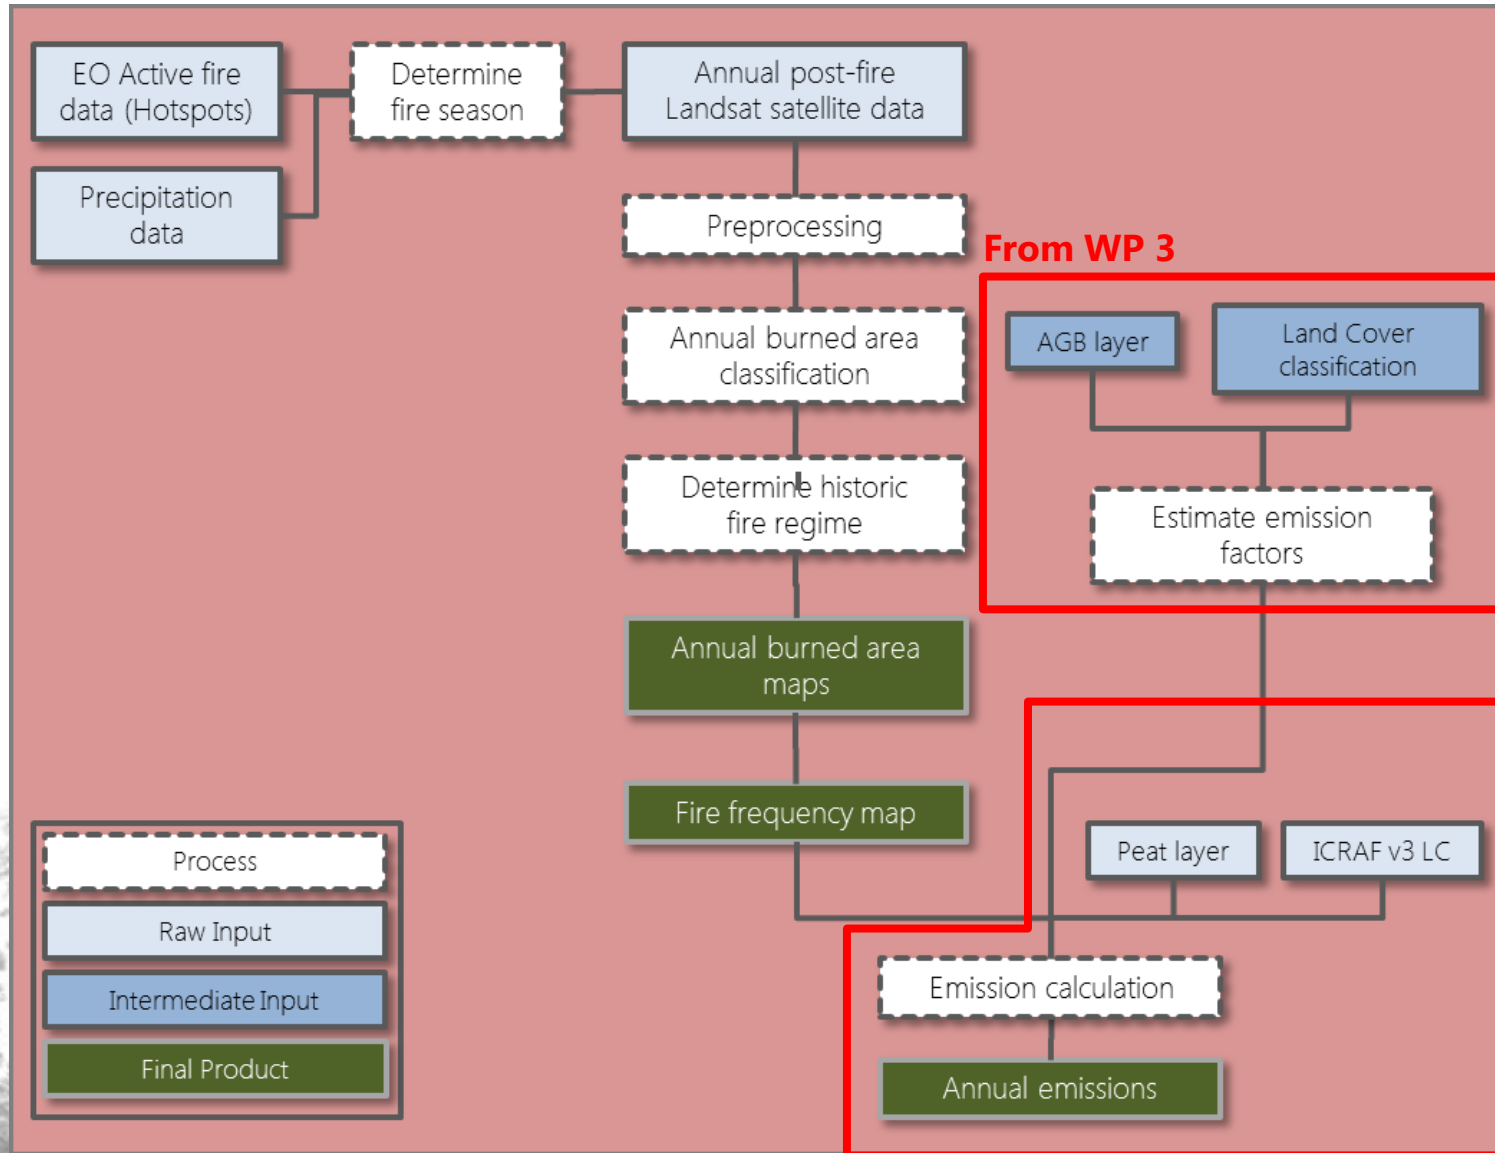 EO Active fire
data (Hotspots)
Determine
fire season
Annual post-fire
Landsat satellite data
Precipitation
data
Preprocessing
From WP 3
Annual burned area
classification
AGB layer
Land Cover
classification
Determine historic
fire regime
Estimate emission
factors
Annual burned area
maps
Fire frequency map
Peat layer
ICRAF v3 LC
Emission calculation
Annual emissions
Process
Raw Input
Intermediate Input
Final Product